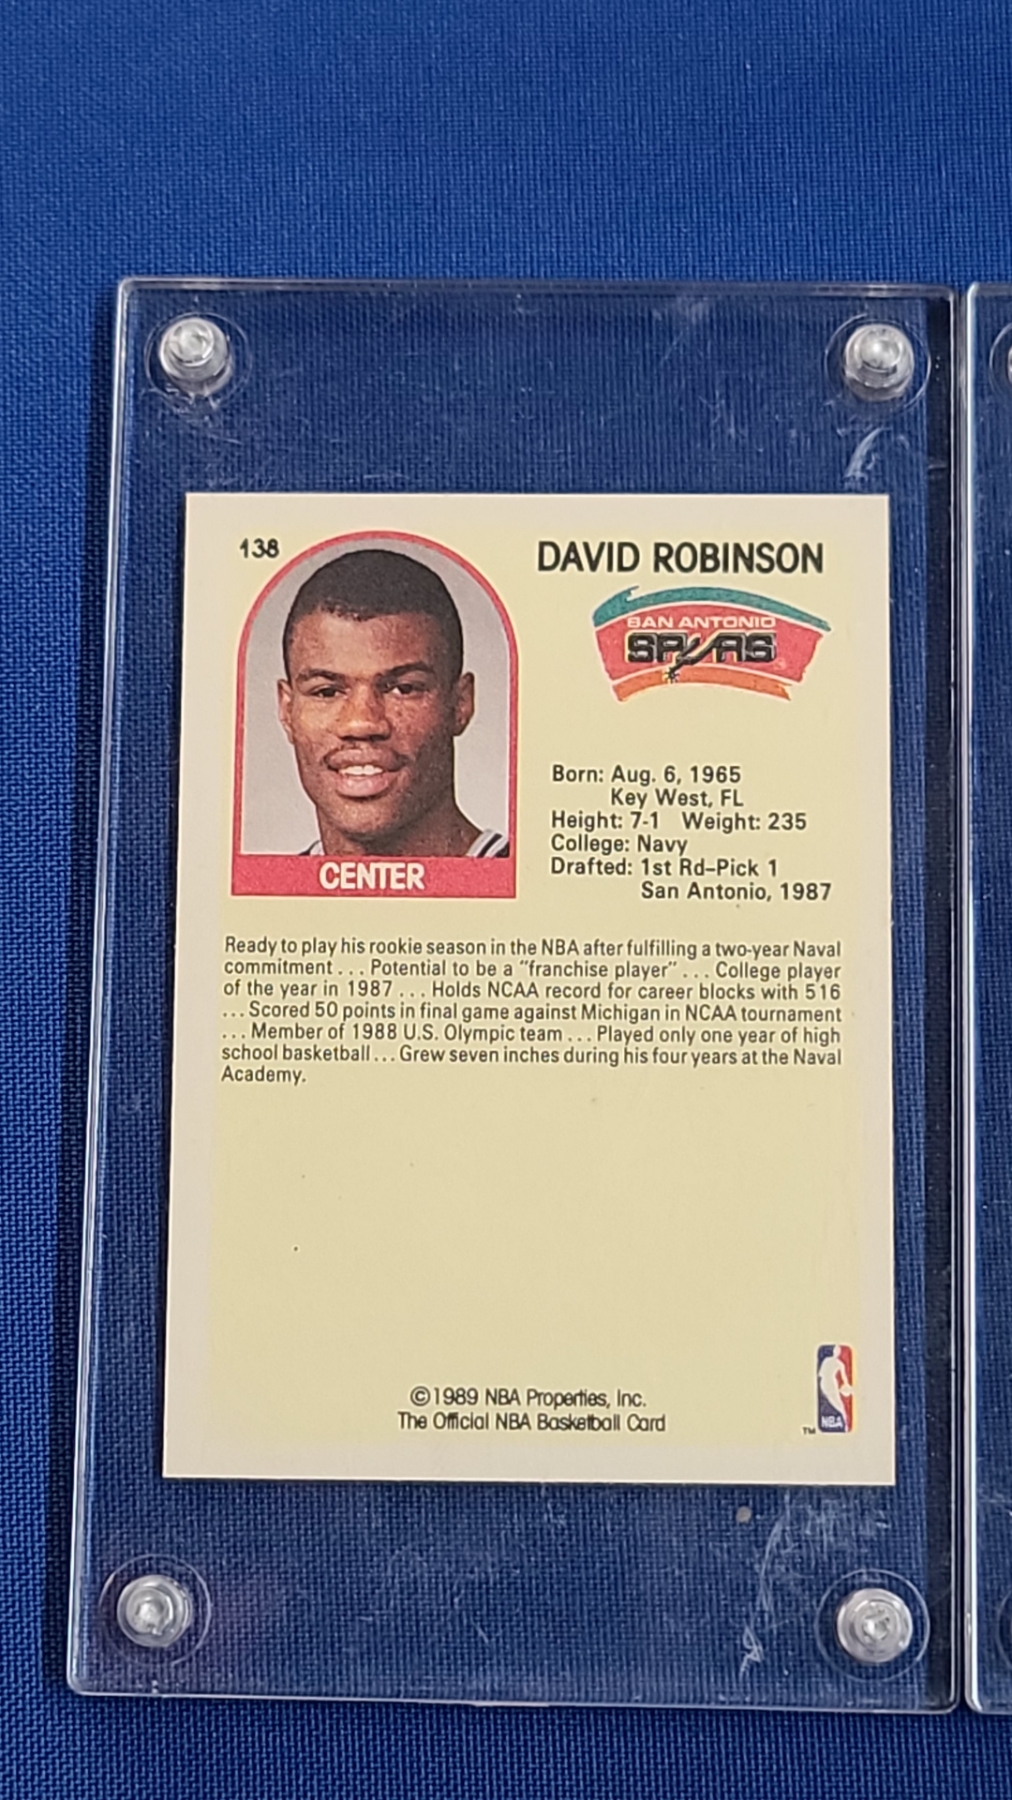 138
DAVID ROBINSON
SAN ANTONIO
SPURS
Born: Aug. 6, 1965
Key West, FL
Height: 7-1 Weight: 235
College: Navy
Drafted: 1st Rd–Pick 1
San Antonio, 1987
CENTER
Ready to play his rookie season in the NBA after fulfilling a two-year Naval
commitment . . . Potential to be a "franchise player" . . . College player
of the year in 1987 . . . Holds NCAA record for career blocks with 516
. . . Scored 50 points in final game against Michigan in NCAA tournament
. . . Member of 1988 U.S. Olympic team . . . Played only one year of high
school basketball . . . Grew seven inches during his four years at the Naval
Academy.
©1989 NBA Properties, Inc.
The Official NBA Basketball Card
NBA
TM